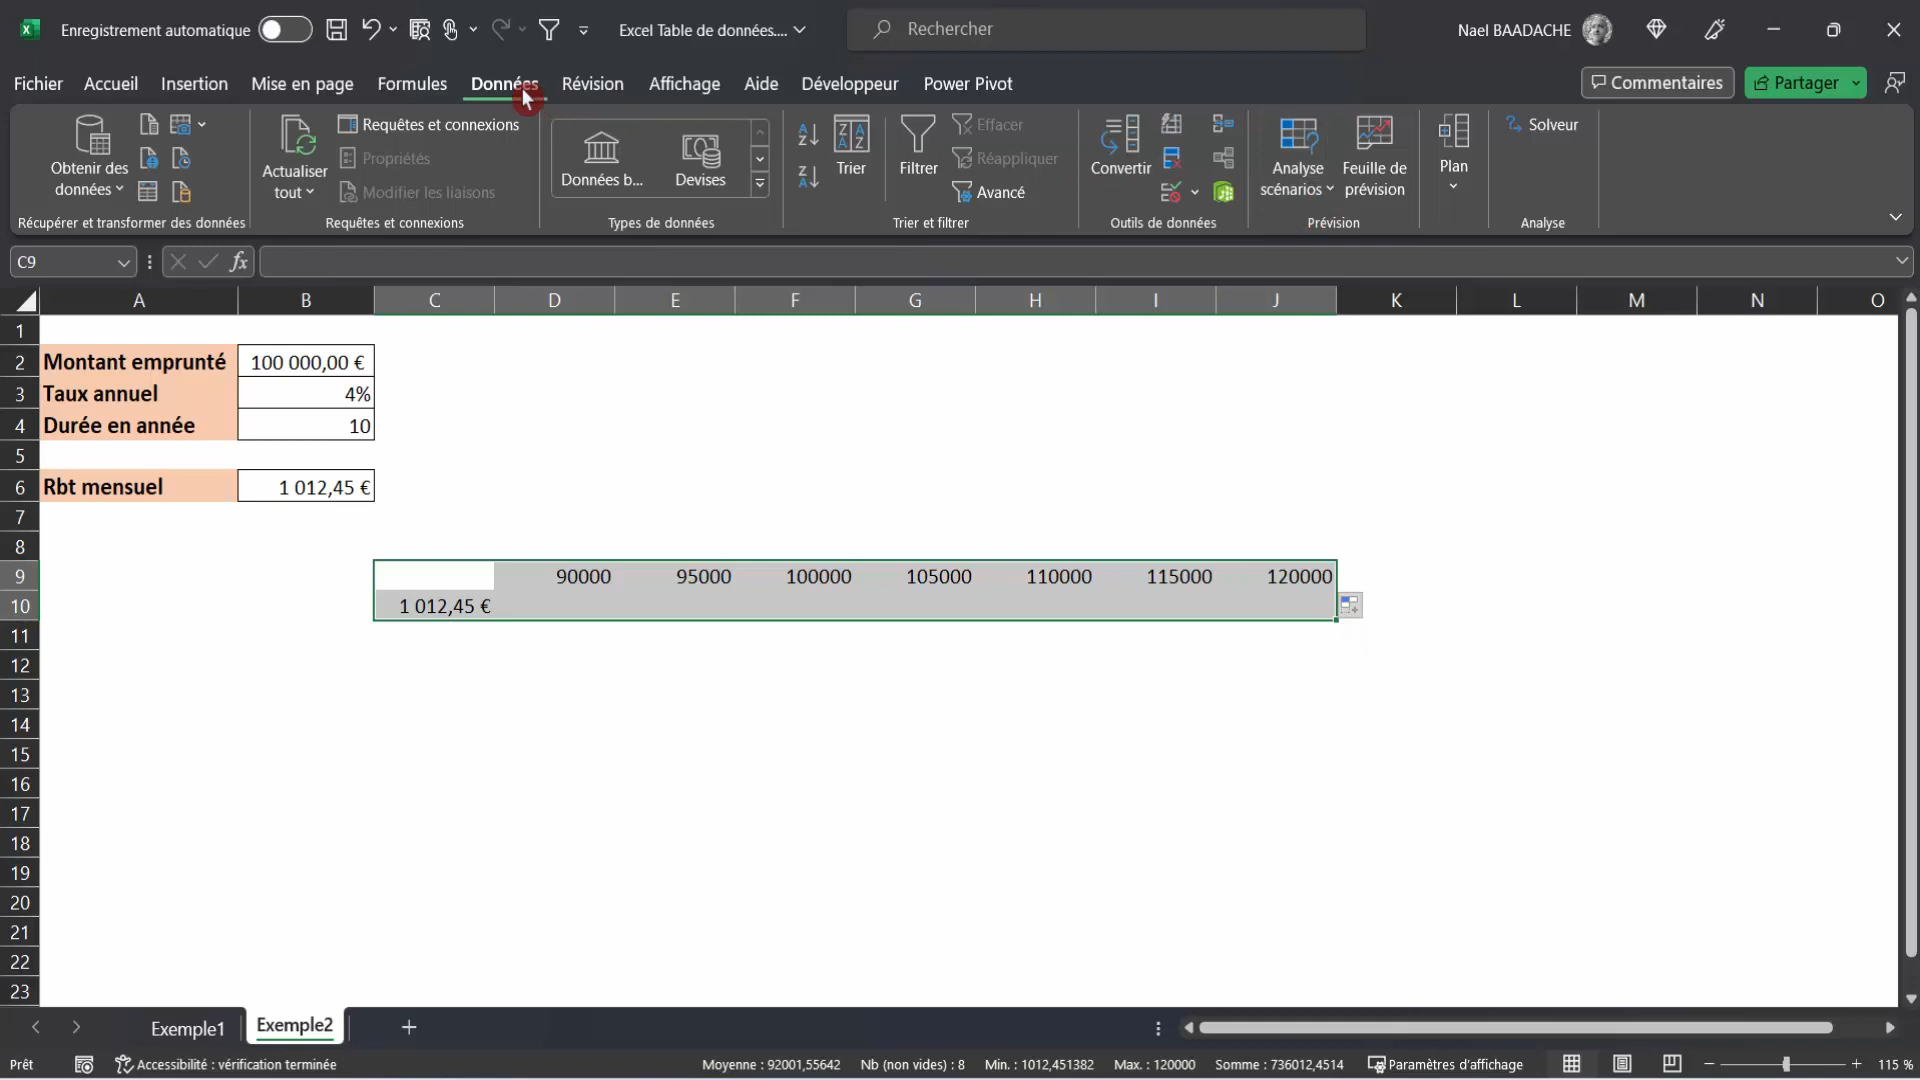 Enregistrement automatique
Excel Table de données....
Rechercher
Nael BAADACHE
Fichier Accueil Insertion Mise en page Formules Données Révision Affichage Aide Développeur Power Pivot
Commentaires
Partager
Obtenir des données
Récupérer et transformer des données
Actualiser tout
Requêtes et connexions
Propriétés
Modifier les liaisons
Requêtes et connexions
Données b...
Devises
Types de données
Trier
Filtrer
Effacer
Réappliquer
Avancé
Trier et filtrer
Convertir
Outils de données
Analyse scénarios
Feuille de prévision
Prévision
Plan
Solveur
Analyse
C9
fx
A B C D E F G H I J K L M N O
1
2 Montant emprunté 100 000,00 €
3 Taux annuel 4%
4 Durée en année 10
5
6 Rbt mensuel 1 012,45 €
7
8
9 90000 95000 100000 105000 110000 115000 120000
10 1 012,45 €
11
12
13
14
15
16
17
18
19
20
21
22
23
Exemple1 Exemple2
Prêt
Accessibilité : vérification terminée
Moyenne : 92001,55642 Nb (non vides) : 8 Min. : 1012,451382 Max. : 120000 Somme : 736012,4514
Paramètres d'affichage
115 %